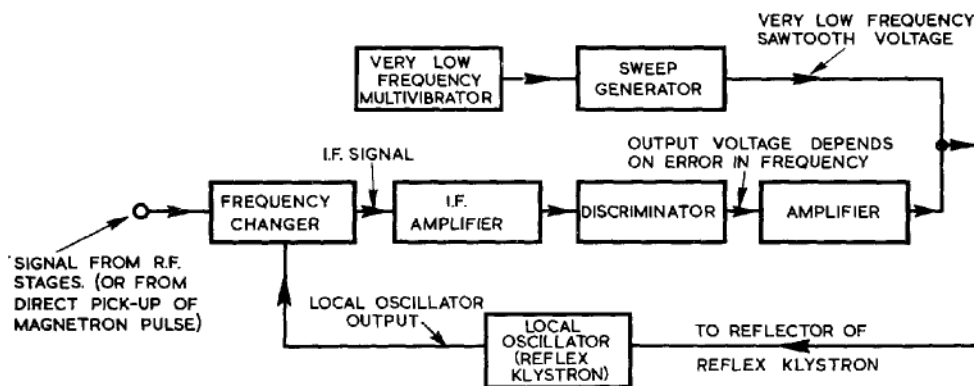 VERY LOW FREQUENCY
SAWTOOTH VOLTAGE
VERY LOW
FREQUENCY
MULTIVIBRATOR
SWEEP
GENERATOR
I.F. SIGNAL
OUTPUT VOLTAGE DEPENDS
ON ERROR IN FREQUENCY
FREQUENCY
CHANGER
I.F.
AMPLIFIER
DISCRIMINATOR
AMPLIFIER
SIGNAL FROM R.F.
STAGES. (OR FROM
DIRECT PICK-UP OF
MAGNETRON PULSE)
LOCAL OSCILLATOR
OUTPUT
LOCAL
OSCILLATOR
(REFLEX
KLYSTRON)
TO REFLECTOR OF
REFLEX KLYSTRON